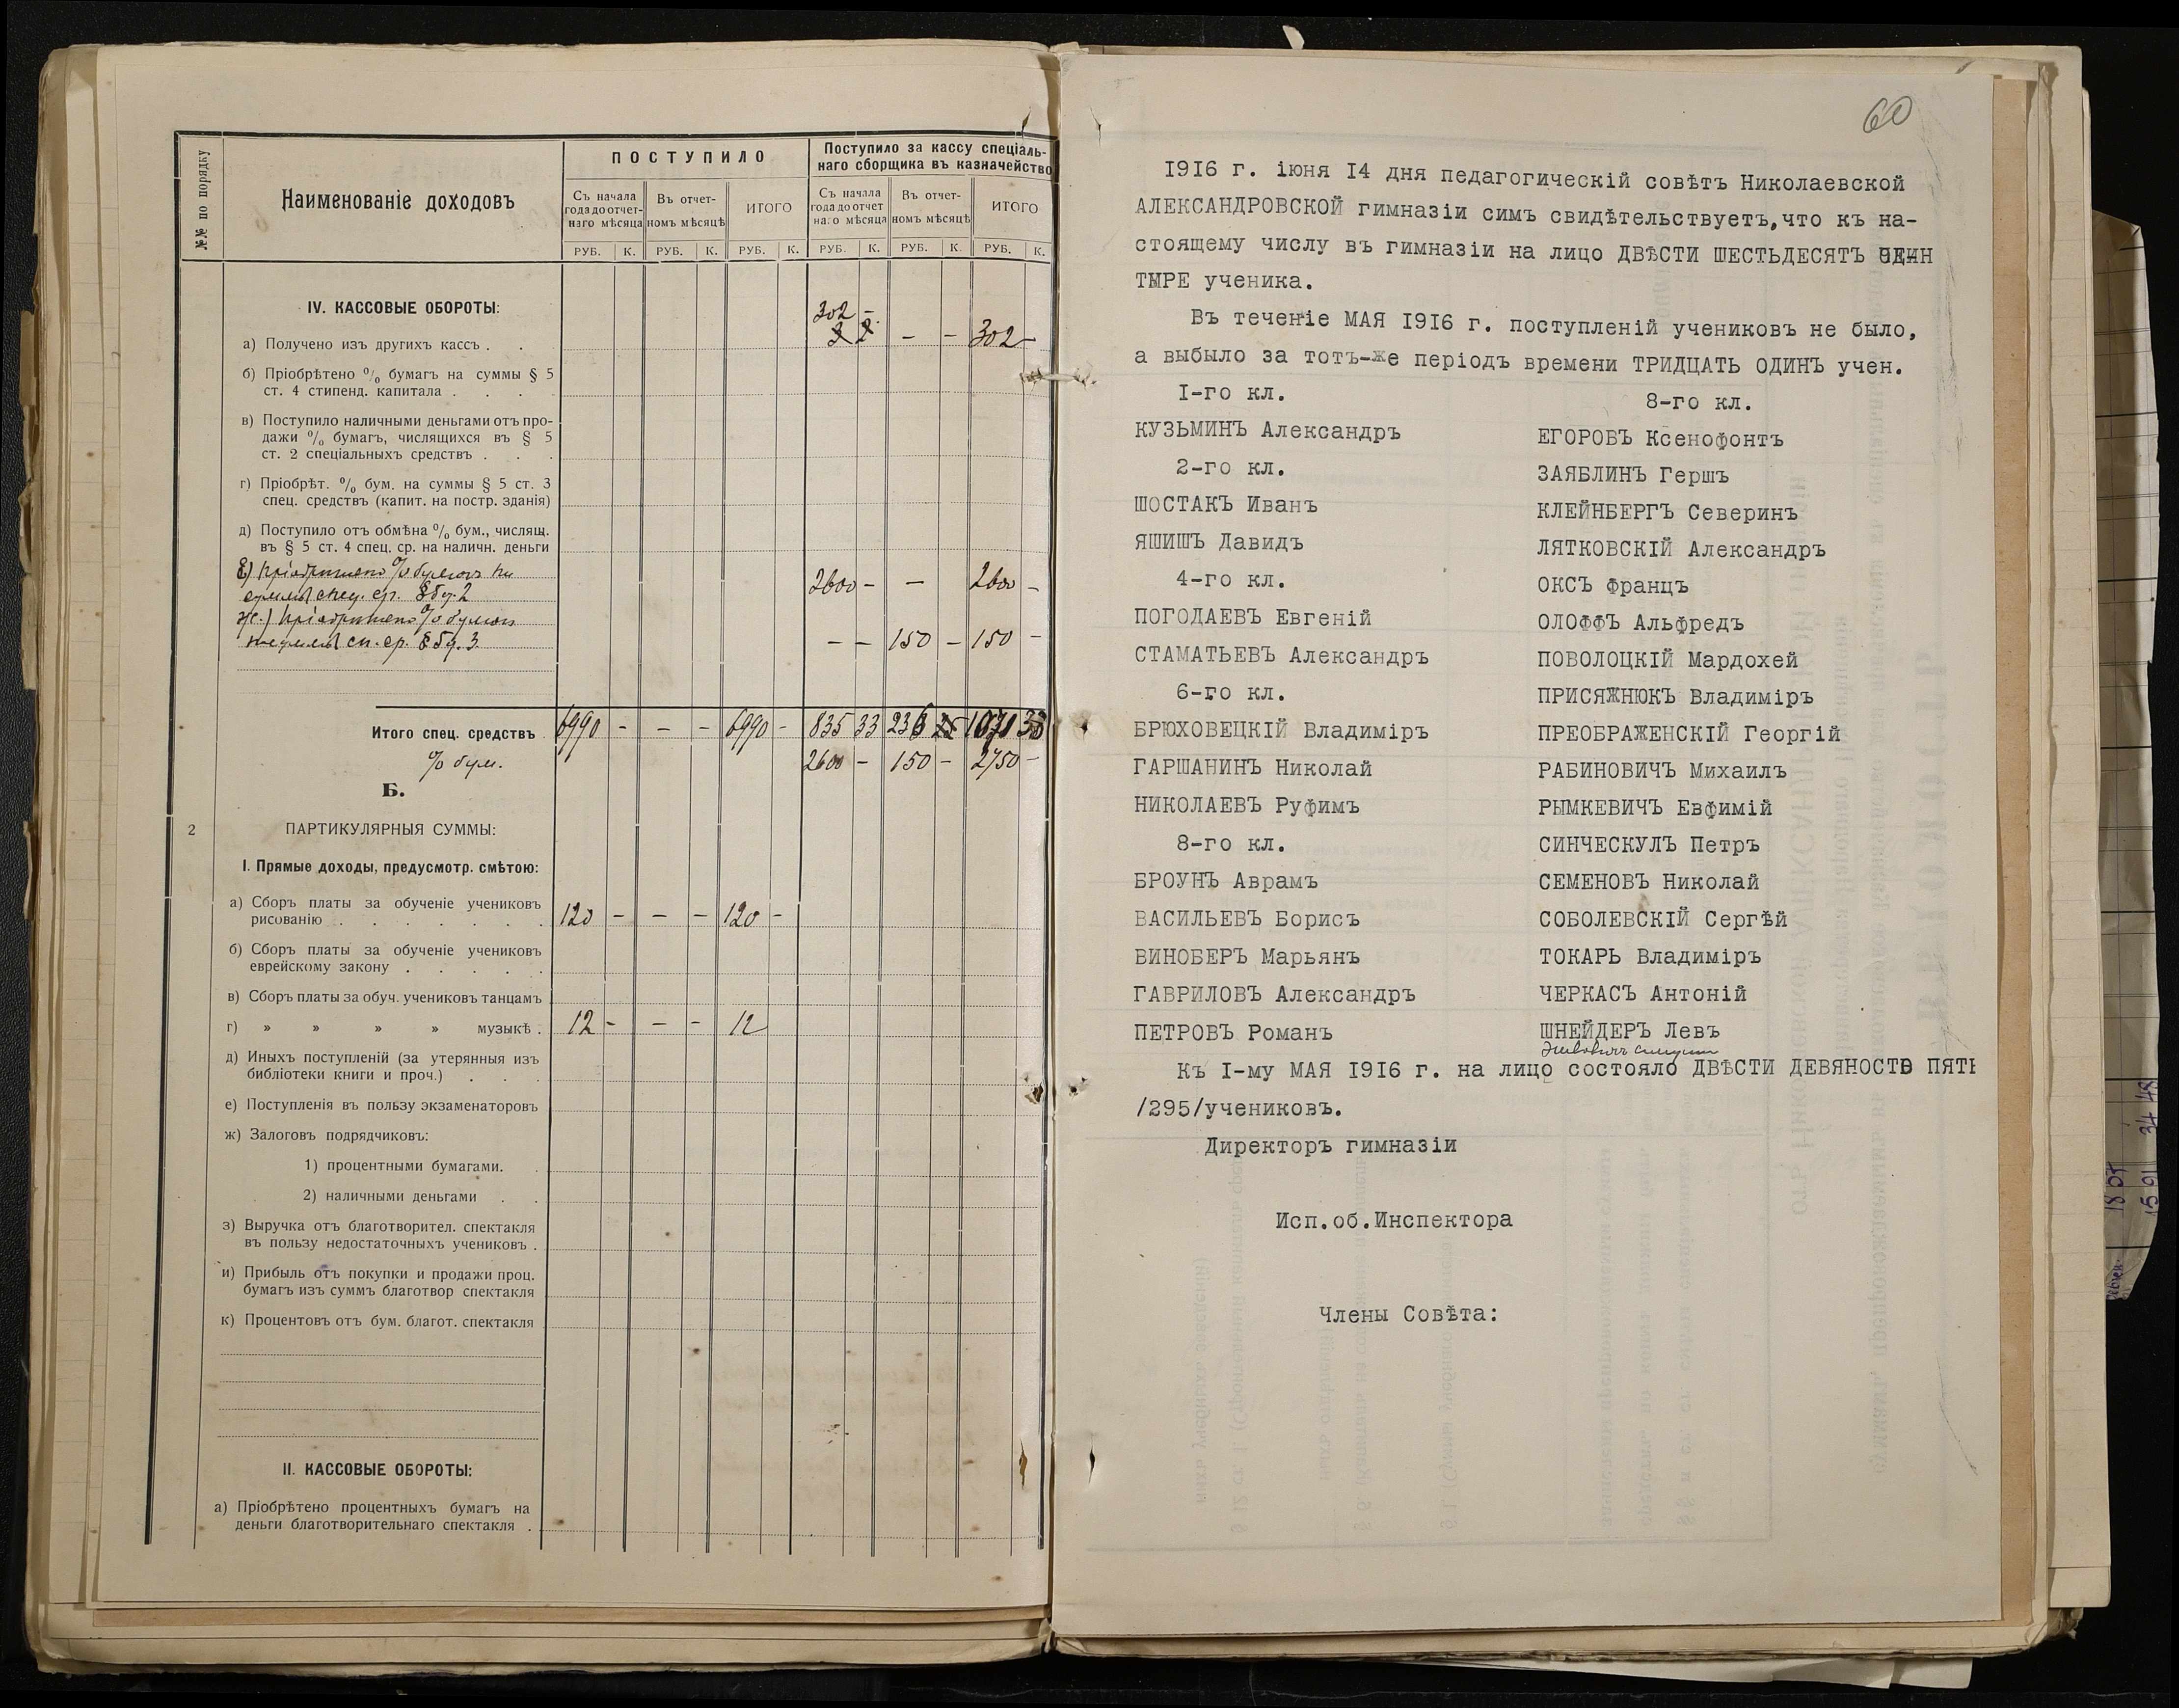 №№ по порядку
Наименованіе доходовъ
ПОСТУПИЛО
Поступило за кассу спеціаль-
наго сборщика въ казначейство
Съ начала
года до отчет-
наго мѣсяца
Въ отчет-
номъ мѣсяцѣ
ИТОГО
Съ начала
года до отчет
наго мѣсяца
Въ отчет-
номъ мѣсяцѣ
ИТОГО
РУБ. К. РУБ. К. РУБ. К. РУБ. К. РУБ. К. РУБ. К.
IV. КАССОВЫЕ ОБОРОТЫ:
302 -
а) Получено изъ другихъ кассъ . . – – 302 –
б) Пріобрѣтено % бумагъ на суммы § 5
ст. 4 стипенд. капитала . . . .
в) Поступило наличными деньгами отъ про-
дажи % бумагъ, числящихся въ § 5
ст. 2 спеціальныхъ средствъ . . .
г) Пріобрѣт. % бум. на суммы § 5 ст. 3
спец. средствъ (капит. на постр. зданія)
д) Поступило отъ обмѣна % бум., числящ.
въ § 5 ст. 4 спец. ср. на наличн. деньги
2600 – – 2600 –
– – 150 – 150 –
Итого спец. средствъ 6990 – – – 6990 – 835 33 236
% бум. 2600 – 150 – 2750 –
Б.
2 ПАРТИКУЛЯРНЫЯ СУММЫ:
I. Прямые доходы, предусмотр. смѣтою:
а) Сборъ платы за обученіе учениковъ
рисованію . . . . . . . 120 – – – 120 –
б) Сборъ платы за обученіе учениковъ
еврейскому закону . . . . .
в) Сборъ платы за обуч. учениковъ танцамъ
г) » » » » музыкѣ . 12 – – – 12
д) Иныхъ поступленій (за утерянныя изъ
библіотеки книги и проч.) . . .
е) Поступленія въ пользу экзаменаторовъ
ж) Залоговъ подрядчиковъ:
1) процентными бумагами. .
2) наличными деньгами . .
з) Выручка отъ благотворител. спектакля
въ пользу недостаточныхъ учениковъ .
и) Прибыль отъ покупки и продажи проц.
бумагъ изъ суммъ благотвор спектакля
к) Процентовъ отъ бум. благот. спектакля
II. КАССОВЫЕ ОБОРОТЫ:
а) Пріобрѣтено процентныхъ бумагъ на
деньги благотворительнаго спектакля .
60
1916 г. іюня 14 дня педагогическій совѣтъ Николаевской
АЛЕКСАНДРОВСКОЙ гимназіи симъ свидѣтельствуетъ,что къ на-
стоящему числу въ гимназіи на лицо ДВѢСТИ ШЕСТЬДЕСЯТЪ ЧЕ-
ТЫРЕ ученика.
Въ теченіе МАЯ 1916 г. поступленій учениковъ не было,
а выбыло за тотъ-же періодъ времени ТРИДЦАТЬ ОДИНЪ учен.
I-го кл.
КУЗЬМИНЪ Александръ
2-го кл.
ШОСТАКЪ Иванъ
ЯШИШЪ Давидъ
4-го кл.
ПОГОДАЕВЪ Евгеній
СТАМАТЬЕВЪ Александръ
6-го кл.
БРЮХОВЕЦКІЙ Владиміръ
ГАРШАНИНЪ Николай
НИКОЛАЕВЪ Руфимъ
8-го кл.
БРОУНЪ Аврамъ
ВАСИЛЬЕВЪ Борисъ
ВИНОБЕРЪ Марьянъ
ГАВРИЛОВЪ Александръ
ПЕТРОВЪ Романъ
8-го кл.
ЕГОРОВЪ Ксенофонтъ
ЗАЯБЛИНЪ Гершъ
КЛЕЙНБЕРГЪ Северинъ
ЛЯТКОВСКІЙ Александръ
ОКСЪ Францъ
ОЛОФФЪ Альфредъ
ПОВОЛОЦКІЙ Мардохей
ПРИСЯЖНЮКЪ Владиміръ
ПРЕОБРАЖЕНСКІЙ Георгій
РАБИНОВИЧЪ Михаилъ
РЫМКЕВИЧЪ Евфимій
СИНЧЕСКУЛЪ Петръ
СЕМЕНОВЪ Николай
СОБОЛЕВСКІЙ Сергѣй
ТОКАРЬ Владиміръ
ЧЕРКАСЪ Антоній
ШНЕЙДЕРЪ Левъ
Къ I-му МАЯ 1916 г. на лицо состояло ДВѢСТИ ДЕВЯНОСТО ПЯТЬ
/295/учениковъ.
Директоръ гимназіи
Исп.об.Инспектора
Члены Совѣта: